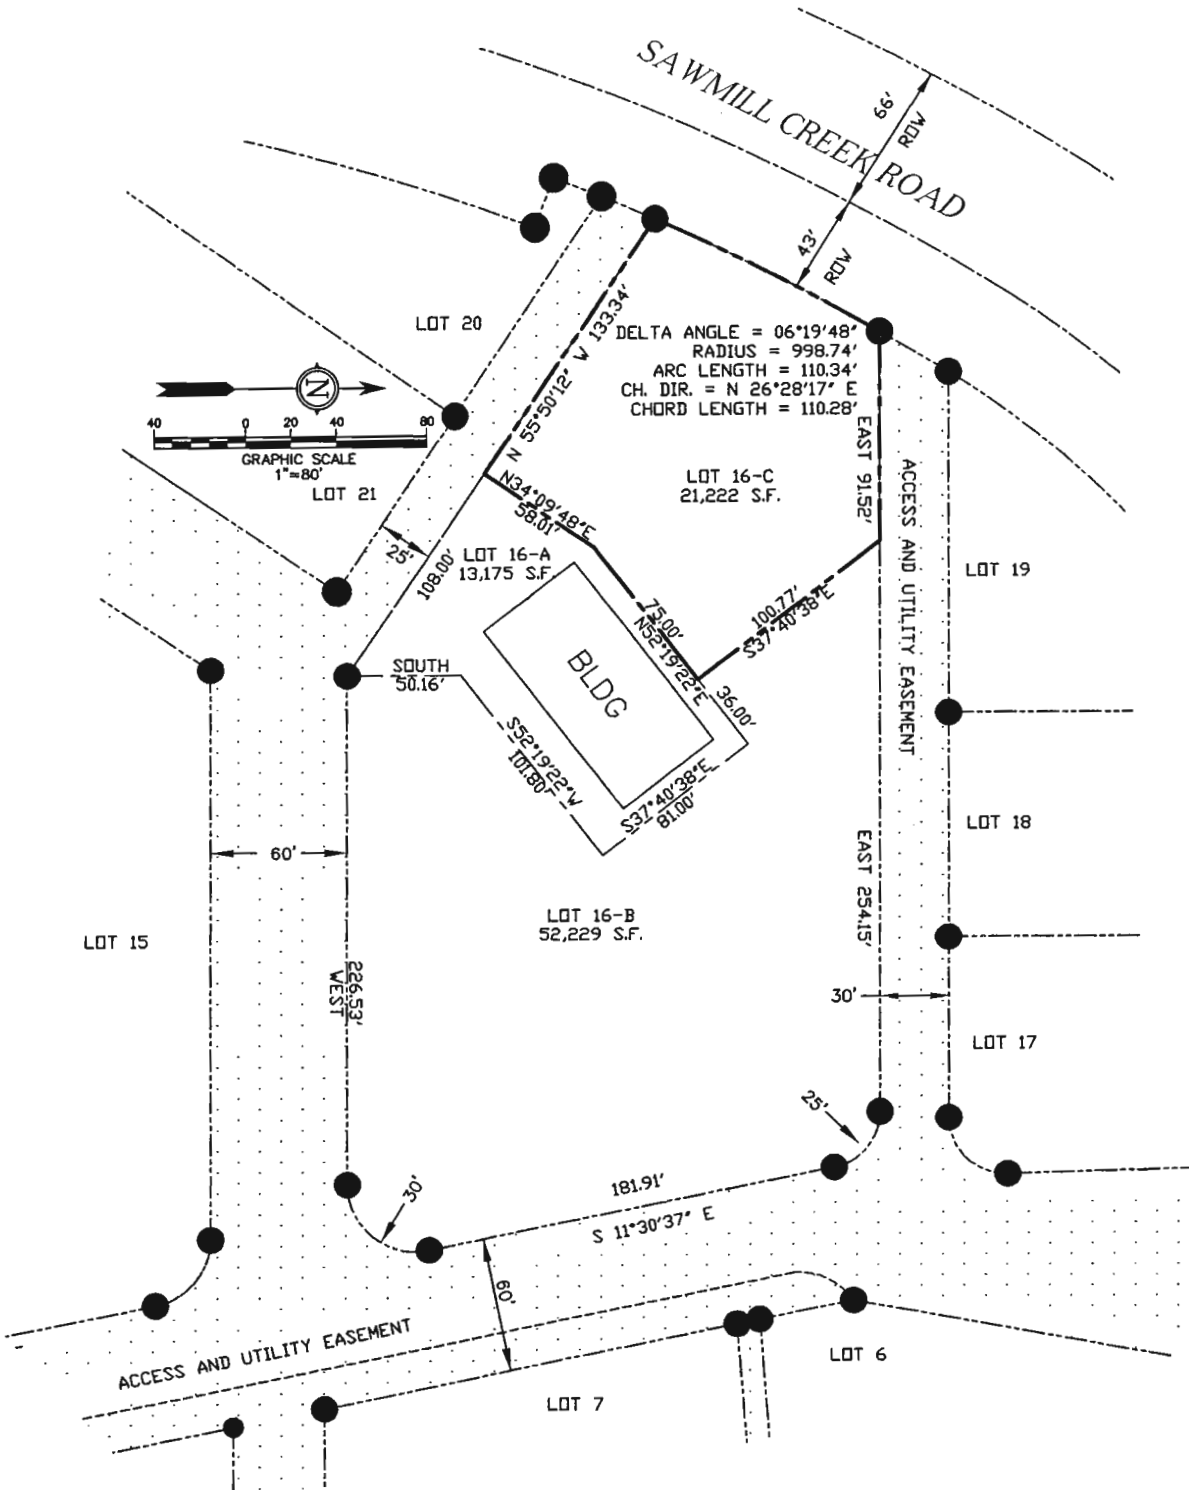 SAWMILL CREEK ROAD
66'
ROW
43'
ROW
LOT 20
N 55°50'12" W 133.34'
DELTA ANGLE = 06°19'48"
RADIUS = 998.74'
ARC LENGTH = 110.34'
CH. DIR. = N 26°28'17" E
CHORD LENGTH = 110.28'
N
40 0 20 40 80
GRAPHIC SCALE
1"=80'
LOT 21
EAST 91.52'
LOT 16-C
21,222 S.F.
N34°09'48"E
58.01'
25'
108.00'
LOT 16-A
13,175 S.F.
ACCESS AND UTILITY EASEMENT
LOT 19
75.00'
N52°19'22"E
100.77'
S37°40'38"E
SOUTH
50.16'
BLDG
36.00'
S52°19'22"W
101.80'
S37°40'38"E
81.00'
LOT 18
60'
EAST 254.15'
LOT 16-B
52,229 S.F.
LOT 15
226.53'
WEST
30'
LOT 17
25'
30'
181.91'
S 11°30'37" E
60'
ACCESS AND UTILITY EASEMENT
LOT 6
LOT 7